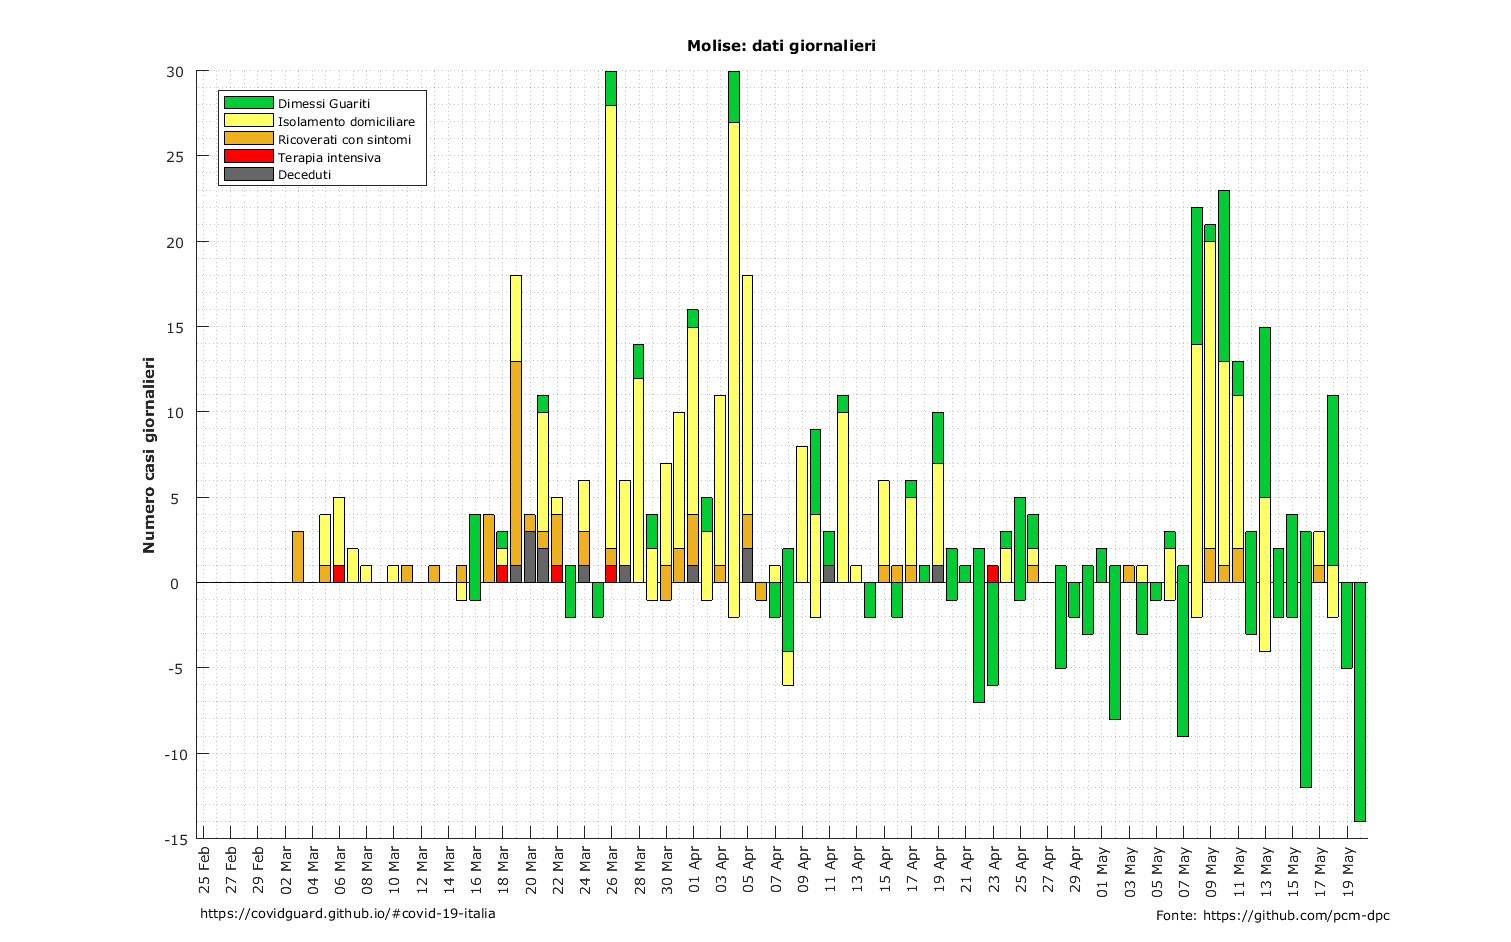 Molise: dati giornalieri
Numero casi giornalieri
30
25
20
15
10
5
0
-5
-10
-15
Dimessi Guariti
Isolamento domiciliare
Ricoverati con sintomi
Terapia intensiva
Deceduti
25 Feb
27 Feb
29 Feb
02 Mar
04 Mar
06 Mar
08 Mar
10 Mar
12 Mar
14 Mar
16 Mar
18 Mar
20 Mar
22 Mar
24 Mar
26 Mar
28 Mar
30 Mar
01 Apr
03 Apr
05 Apr
07 Apr
09 Apr
11 Apr
13 Apr
15 Apr
17 Apr
19 Apr
21 Apr
23 Apr
25 Apr
27 Apr
29 Apr
01 May
03 May
05 May
07 May
09 May
11 May
13 May
15 May
17 May
19 May
https://covidguard.github.io/#covid-19-italia
Fonte: https://github.com/pcm-dpc